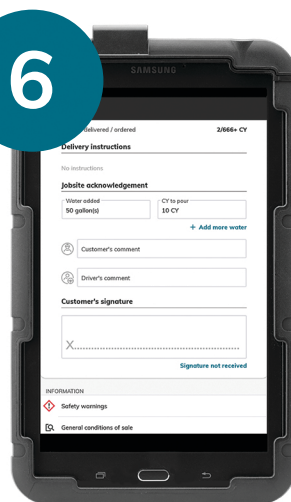 6
SAMSUNG
delivered / ordered 2/666+ CY
Delivery instructions
No instructions
Jobsite acknowledgement
Water added CY to pour
50 gallon(s) 10 CY
+ Add more water
Customer's comment
Driver's comment
Customer's signature
X
Signature not received
INFORMATION
Safety warnings
General conditions of sale